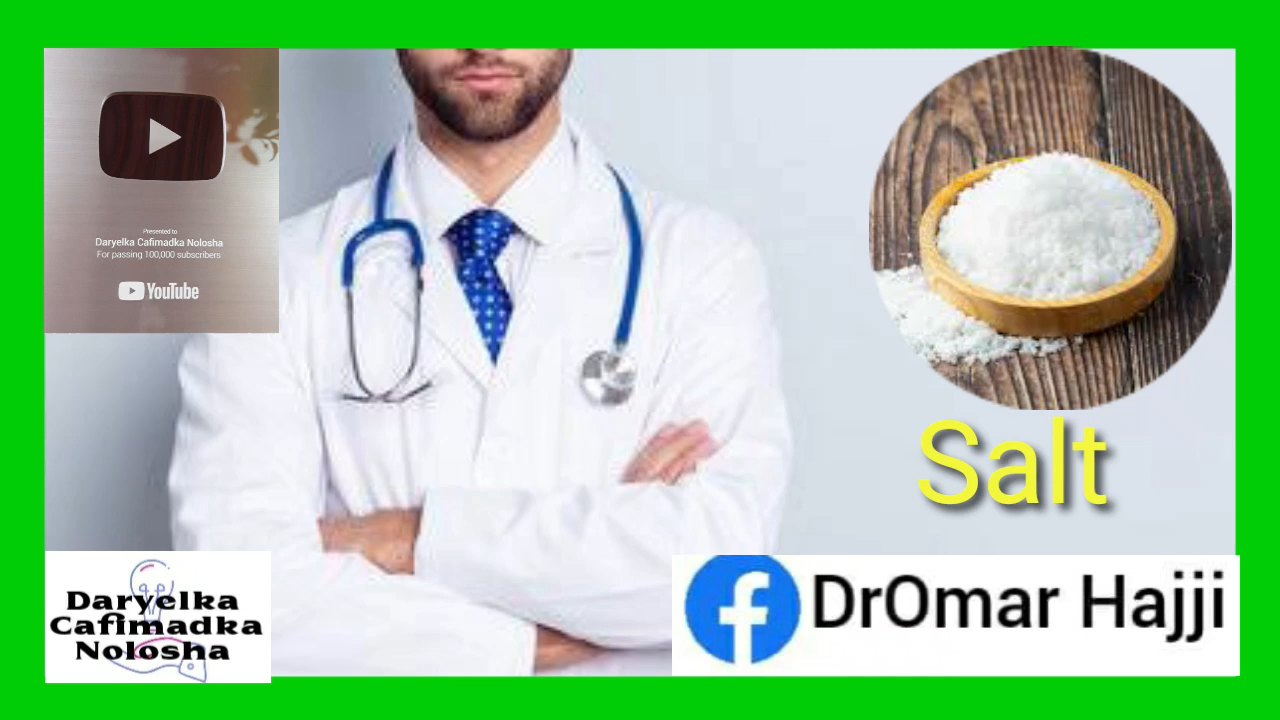 Presented to
Daryelka Cafimadka Nolosha
For passing 100,000 subscribers
YouTube
Salt
Daryelka
Cafimadka
Nolosha
DrOmar Hajji